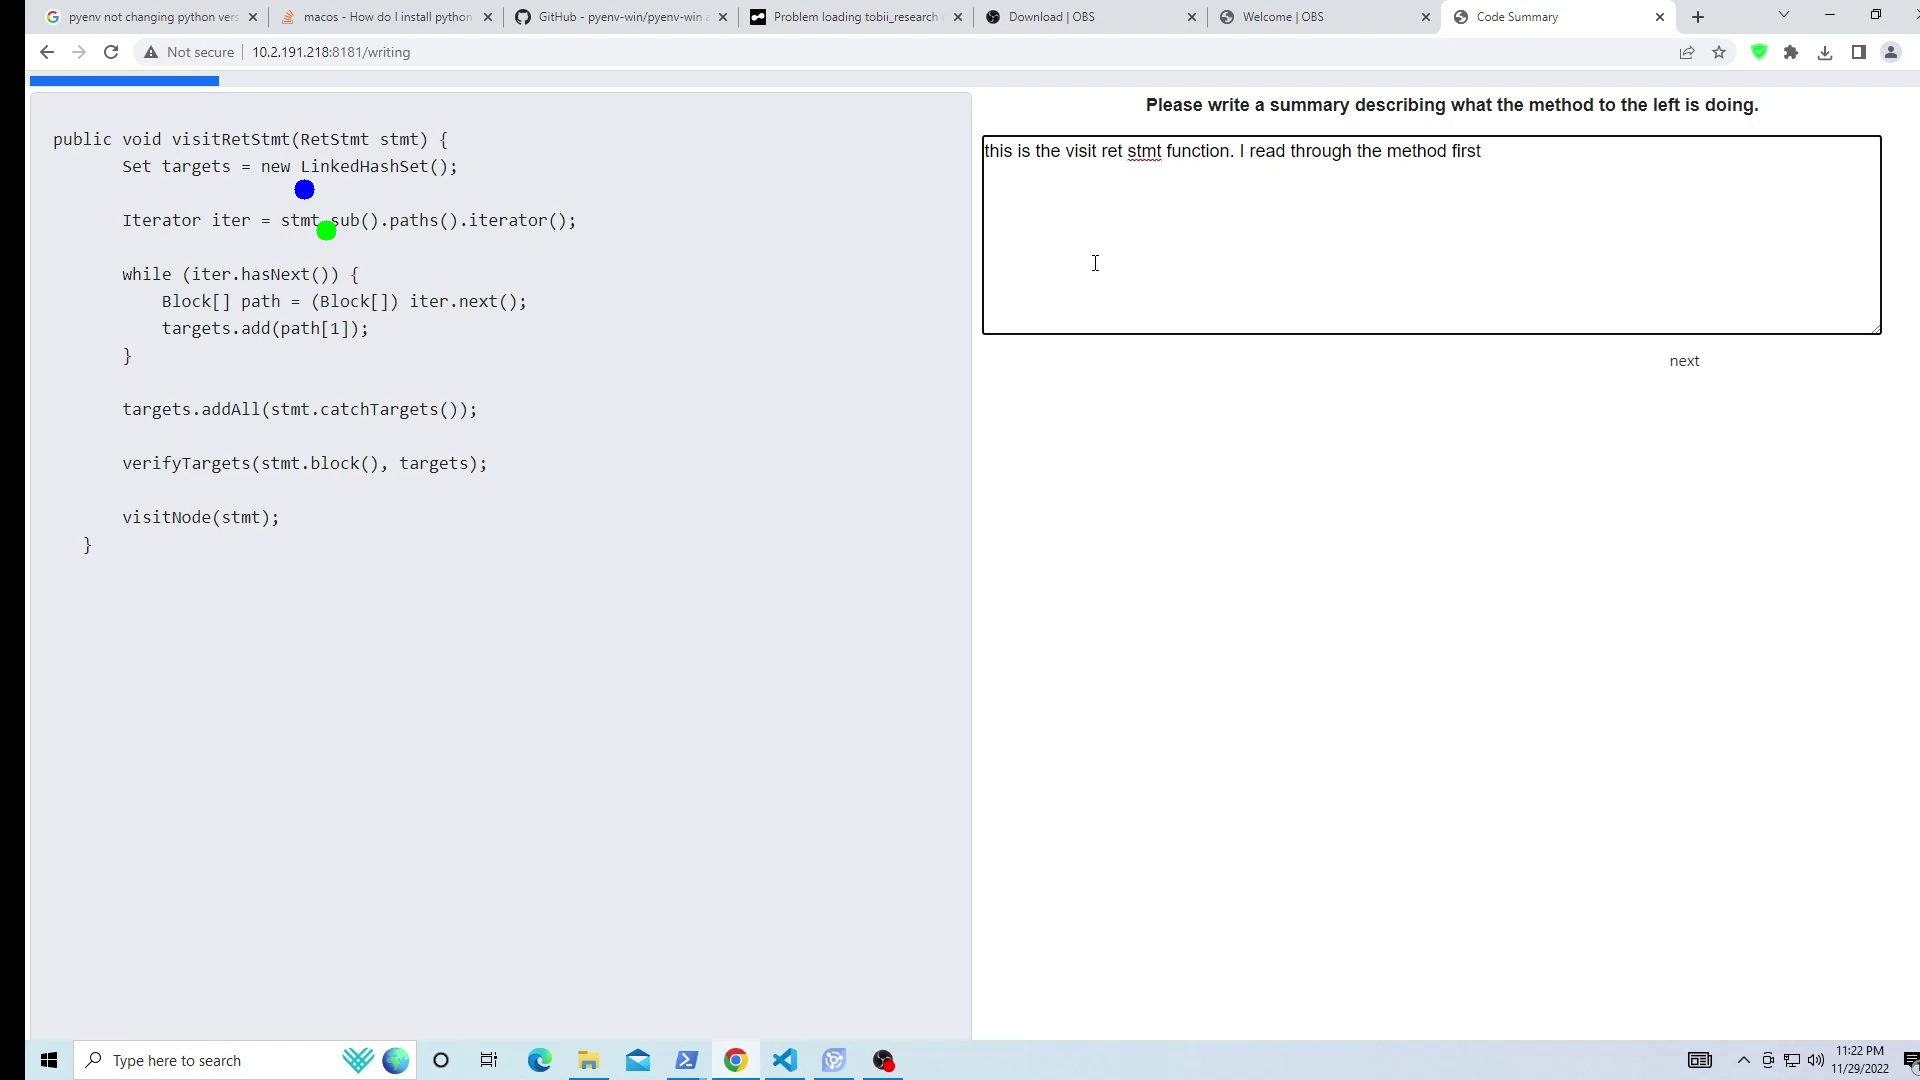 pyenv not changing python vers
macos - How do I install python
GitHub - pyenv-win/pyenv-win
Problem loading tobii_research
Download | OBS
Welcome | OBS
Code Summary
Not secure
10.2.191.218:8181/writing
public void visitRetStmt(RetStmt stmt) {
Set targets = new LinkedHashSet();
Iterator iter = stmt.sub().paths().iterator();
while (iter.hasNext()) {
Block[] path = (Block[]) iter.next();
targets.add(path[1]);
}
targets.addAll(stmt.catchTargets());
verifyTargets(stmt.block(), targets);
visitNode(stmt);
}
Please write a summary describing what the method to the left is doing.
this is the visit ret stmt function. I read through the method first
next
Type here to search
11:22 PM
11/29/2022